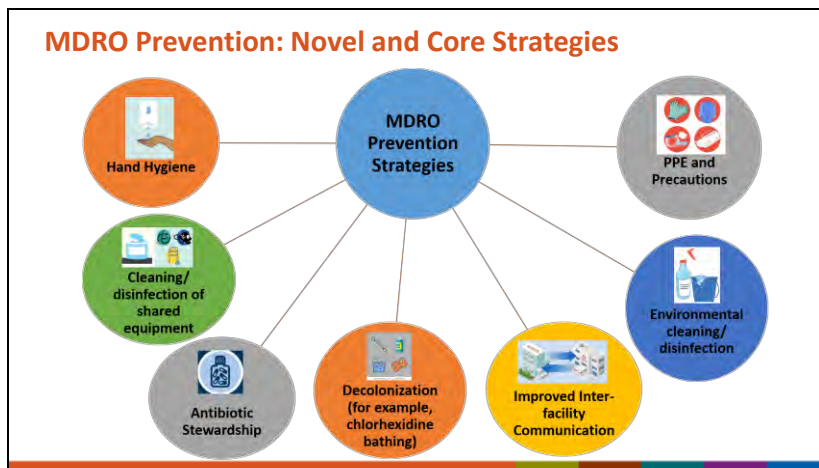 MDRO Prevention: Novel and Core Strategies
MDRO
Prevention
Strategies
Hand Hygiene
PPE and
Precautions
Cleaning/
disinfection of
shared
equipment
Environmental
cleaning/
disinfection
Antibiotic
Stewardship
Decolonization
(for example,
chlorhexidine
bathing)
Improved Inter-
facility
Communication